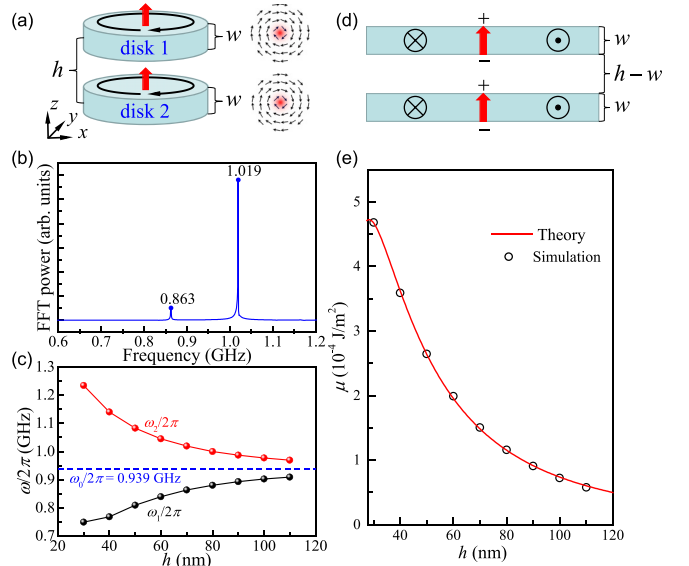 (a)
disk 1
w
h
disk 2
w
z
y
x
(d)
+
−
w
h − w
+
−
w
(b)
FFT power (arb. units)
1.019
0.863
0.6 0.7 0.8 0.9 1.0 1.1 1.2
Frequency (GHz)
(c)
ω/2π (GHz)
1.3
1.2
1.1
1.0
0.9
0.8
0.7
ω₂/2π
ω₀/2π = 0.939 GHz
ω₁/2π
20 40 60 80 100 120
h (nm)
(e)
μ (10⁻⁴ J/m²)
5
4
3
2
1
0
Theory
Simulation
40 60 80 100 120
h (nm)